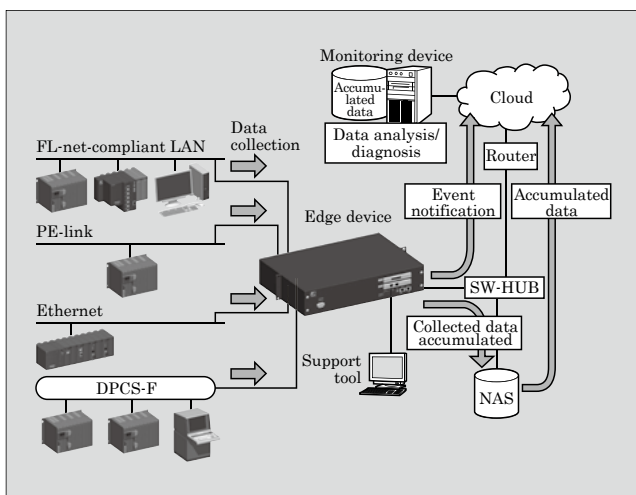 Monitoring device
Accumu-
lated
data
Data analysis/
diagnosis
Cloud
Router
Data
collection
FL-net-compliant LAN
PE-link
Ethernet
DPCS-F
Edge device
Event
notification
Accumulated
data
SW-HUB
Collected data
accumulated
Support
tool
NAS